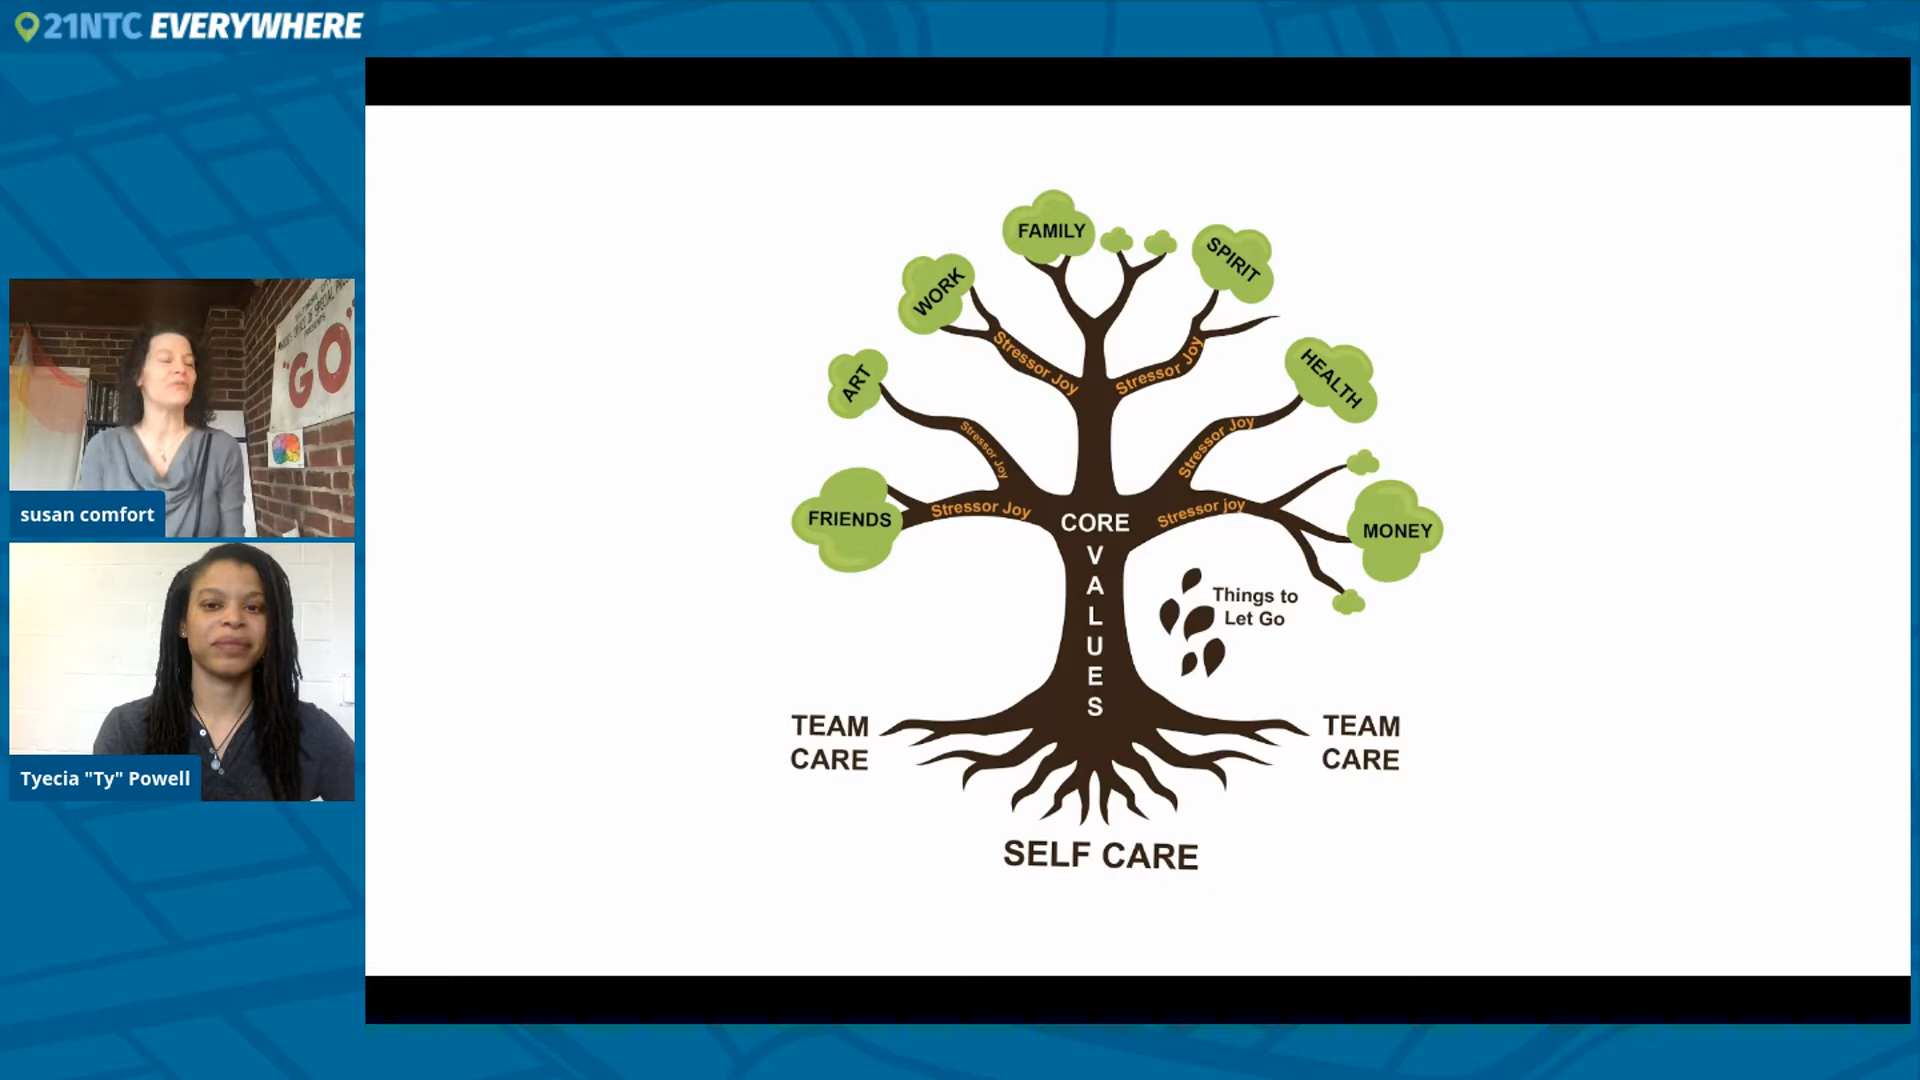 21NTC EVERYWHERE
"GO"
susan comfort
Tyecia "Ty" Powell
FAMILY
SPIRIT
WORK
HEALTH
ART
FRIENDS
MONEY
Stressor Joy
Stressor Joy
Stressor Joy
Stressor Joy
Stressor Joy
Stressor joy
CORE
V
A
L
U
E
S
Things to
Let Go
TEAM
CARE
TEAM
CARE
SELF CARE